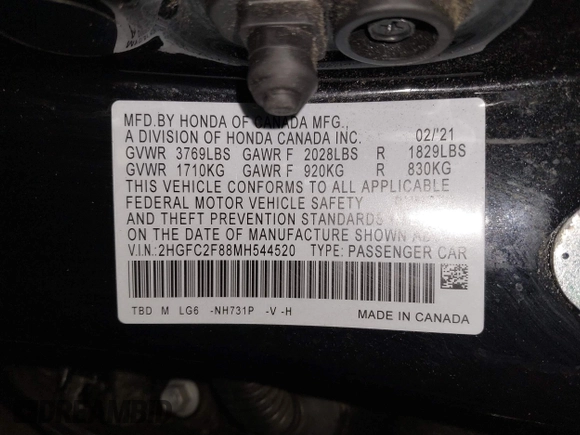 MFD.BY HONDA OF CANADA MFG.,
A DIVISION OF HONDA CANADA INC. 02/'21
GVWR 3769LBS GAWR F 2028LBS R 1829LBS
GVWR 1710KG GAWR F 920KG R 830KG
THIS VEHICLE CONFORMS TO ALL APPLICABLE
FEDERAL MOTOR VEHICLE SAFETY
AND THEFT PREVENTION STANDARDS
ON THE DATE OF MANUFACTURE SHOWN
V.I.N.: 2HGFC2F88MH544520 TYPE: PASSENGER CAR
TBD M LG6 -NH731P -V -H MADE IN CANADA
DREAMBID